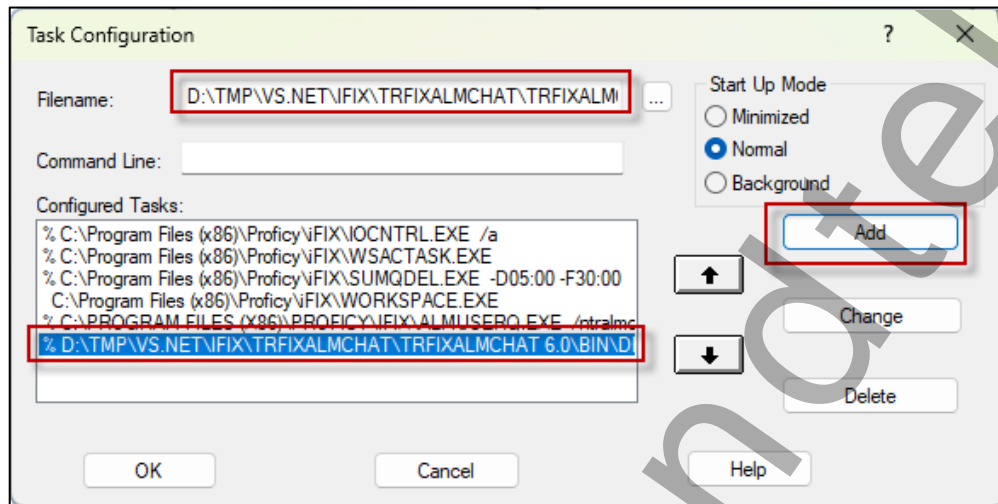 Task Configuration ? ×
Filename: D:\TMP\VS.NET\IFIX\TRFIXALMCHAT\TRFIXALM( ...
Start Up Mode
Minimized
Normal
Background
Command Line:
Configured Tasks:
% C:\Program Files (x86)\Proficy\iFIX\IOCNTRL.EXE /a
% C:\Program Files (x86)\Proficy\iFIX\WSACTASK.EXE
% C:\Program Files (x86)\Proficy\iFIX\SUMQDEL.EXE -D05:00 -F30:00
C:\Program Files (x86)\Proficy\iFIX\WORKSPACE.EXE
% C:\PROGRAM FILES (X86)\PROFICY\IFIX\ALMUSERQ.EXE /ntralmc
% D:\TMP\VS.NET\IFIX\TRFIXALMCHAT\TRFIXALMCHAT 6.0\BIN\DI
Add
Change
Delete
OK Cancel Help